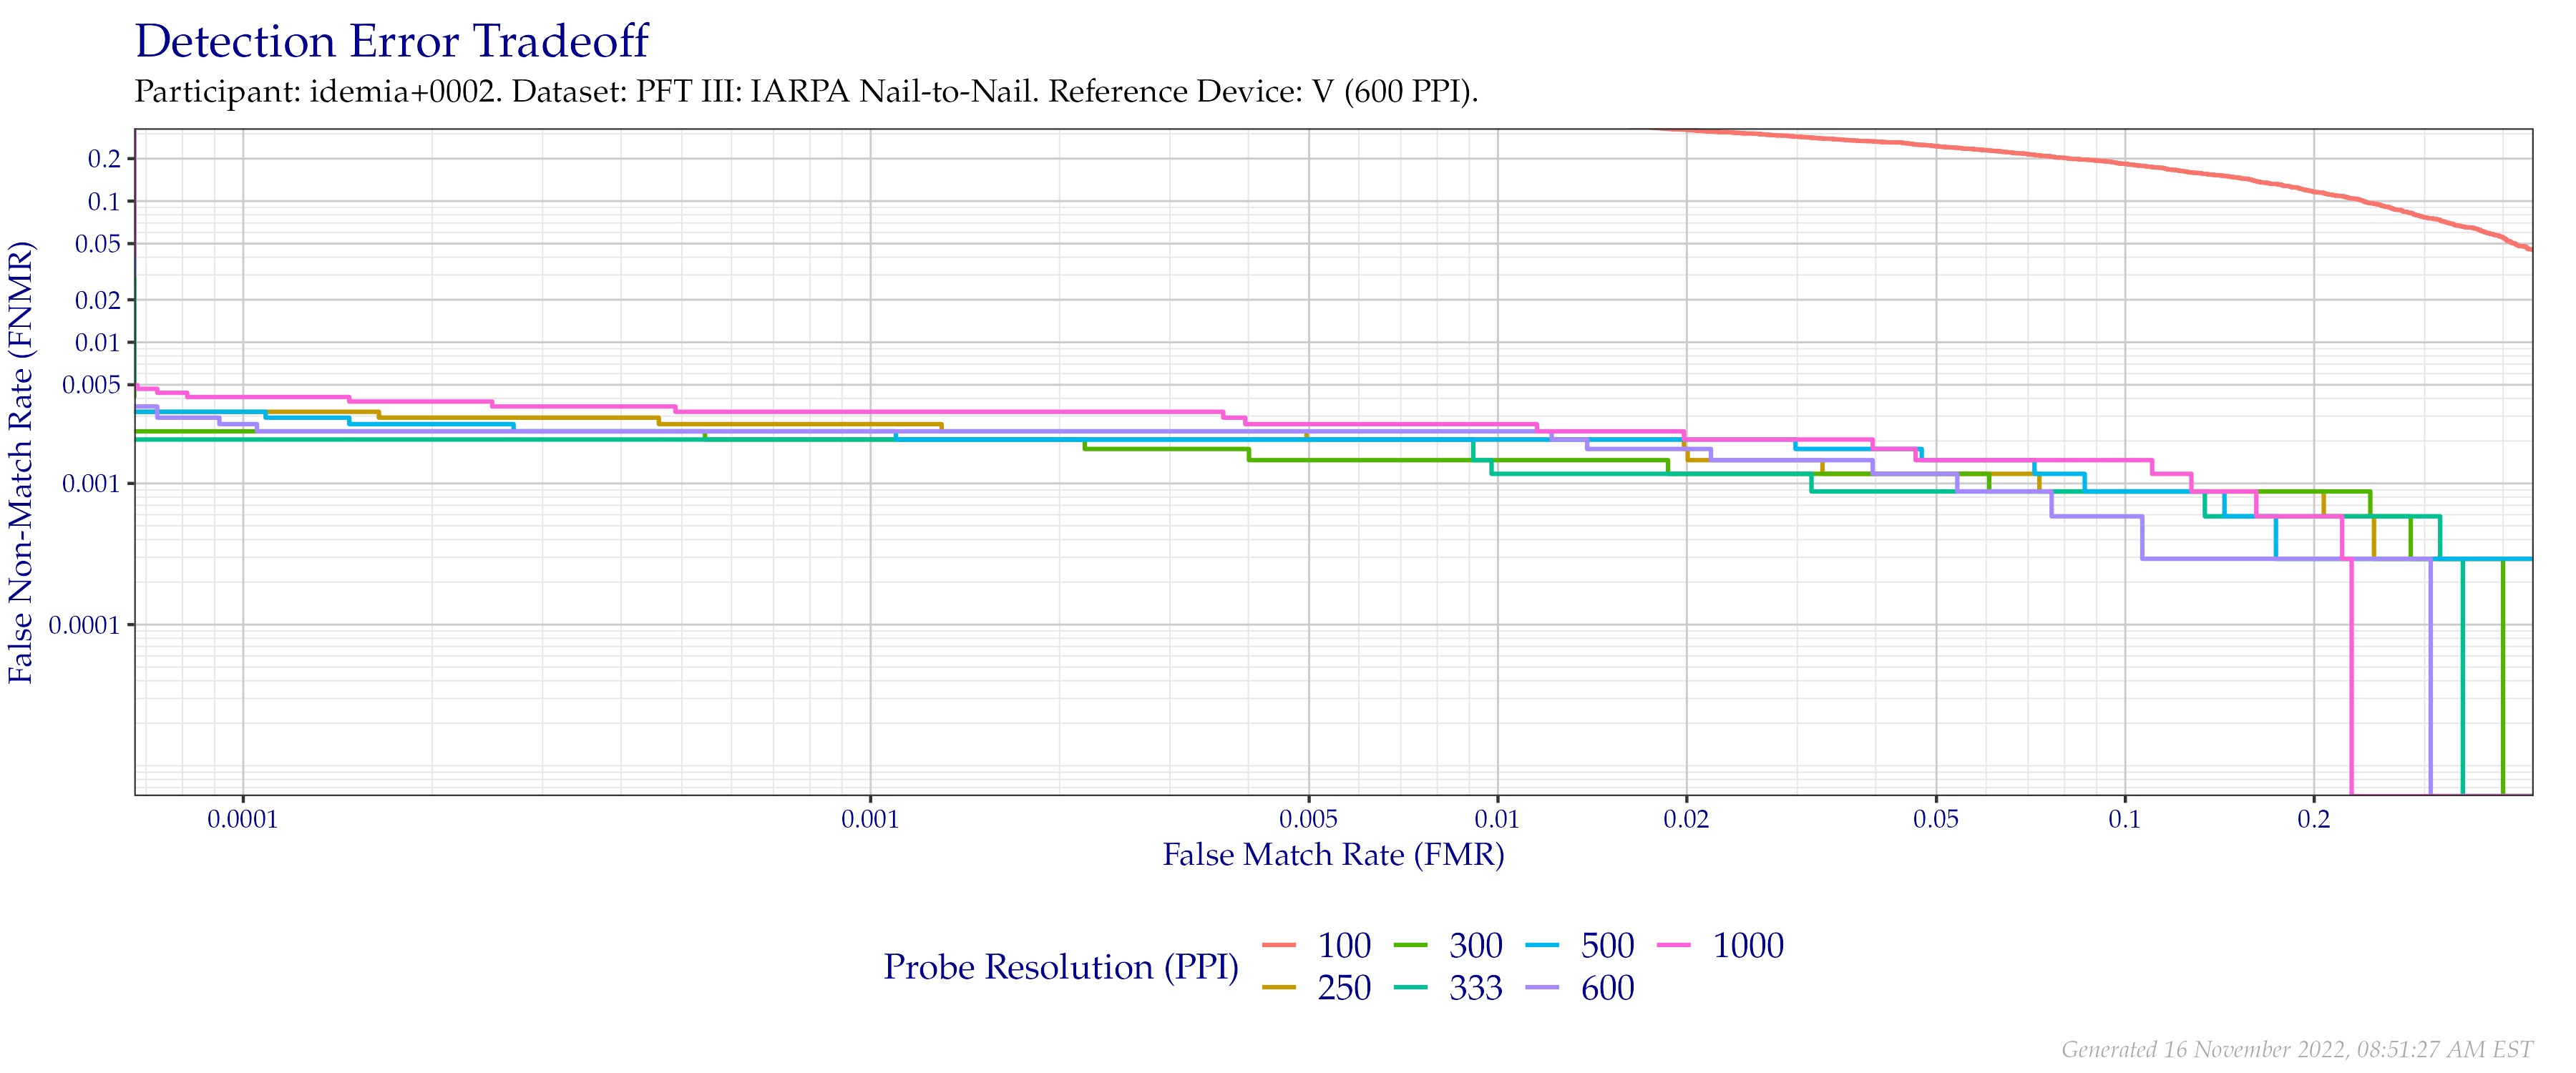 Detection Error Tradeoff
Participant: idemia+0002. Dataset: PFT III: IARPA Nail-to-Nail. Reference Device: V (600 PPI).
False Non-Match Rate (FNMR)
0.2
0.1
0.05
0.02
0.01
0.005
0.001
0.0001
0.0001 0.001 0.005 0.01 0.02 0.05 0.1 0.2
False Match Rate (FMR)
Probe Resolution (PPI)
100 300 500 1000
250 333 600
Generated 16 November 2022, 08:51:27 AM EST